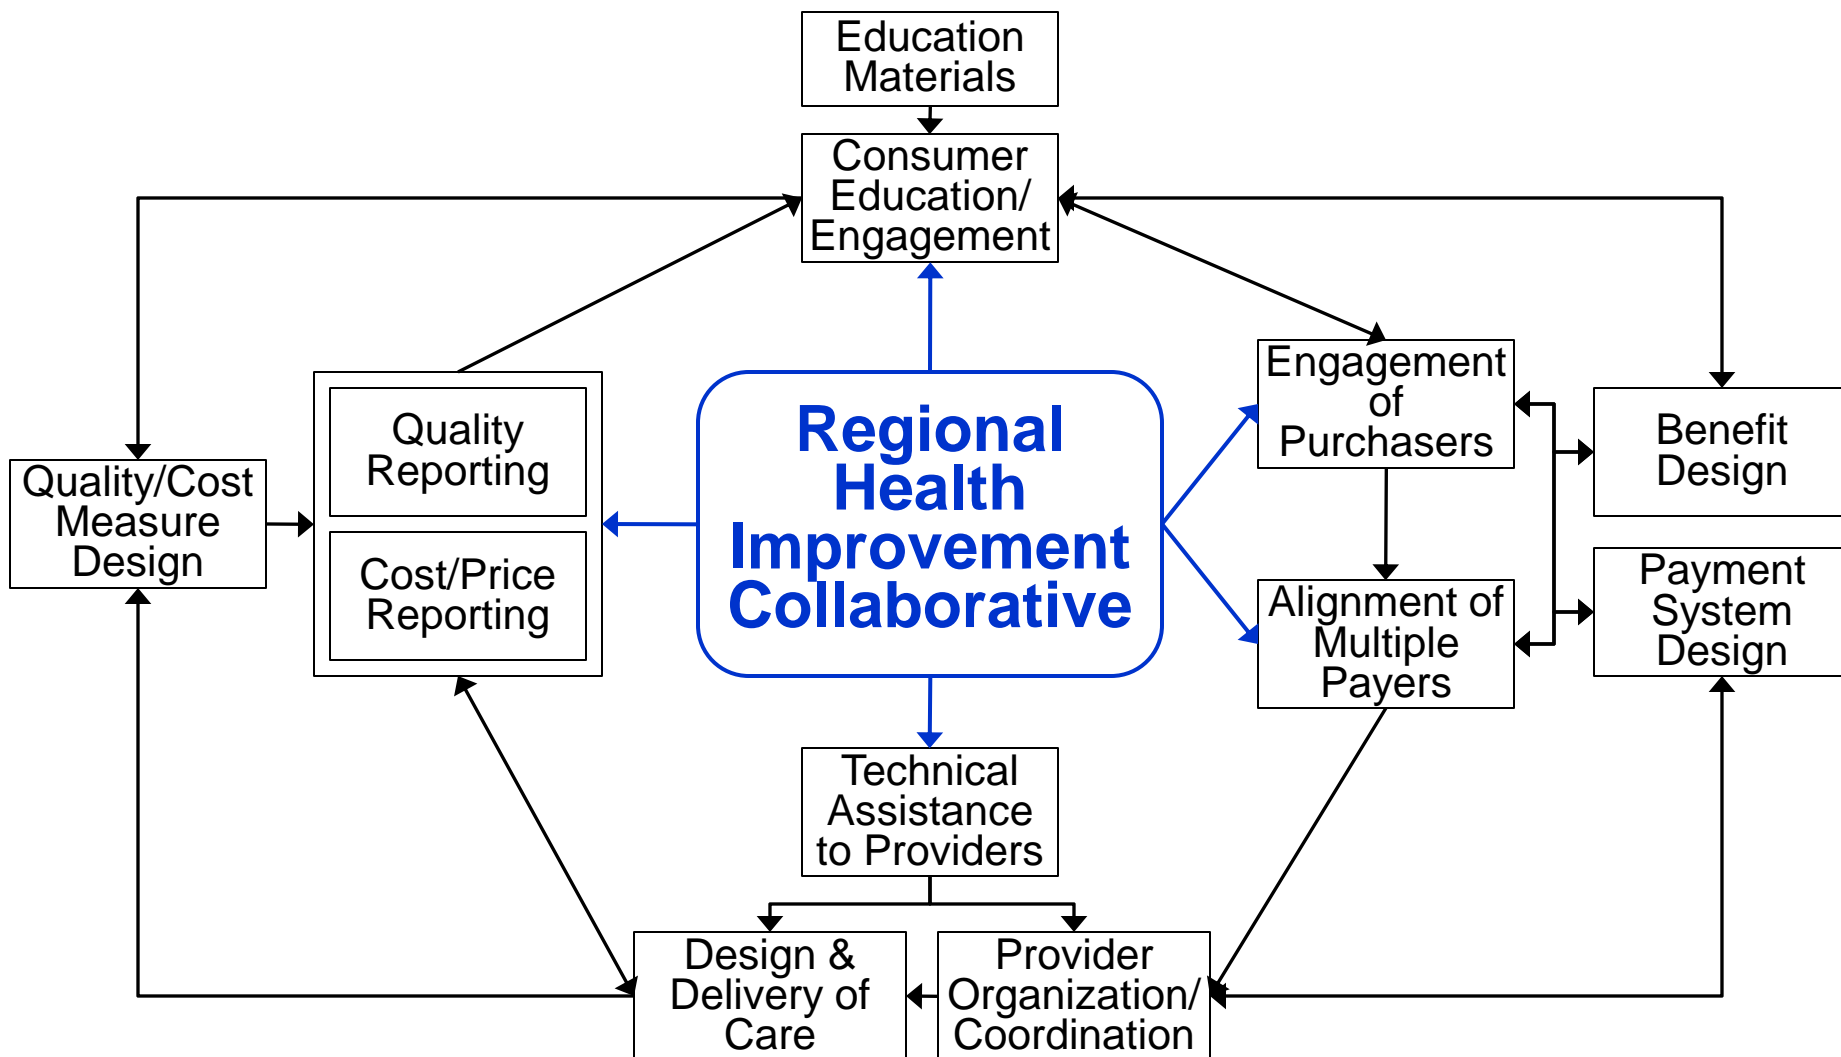 Education
Materials
Consumer
Education/
Engagement
Quality/Cost
Measure
Design
Quality
Reporting
Cost/Price
Reporting
Regional
Health
Improvement
Collaborative
Engagement
of
Purchasers
Alignment of
Multiple
Payers
Benefit
Design
Payment
System
Design
Technical
Assistance
to Providers
Design &
Delivery of
Care
Provider
Organization/
Coordination